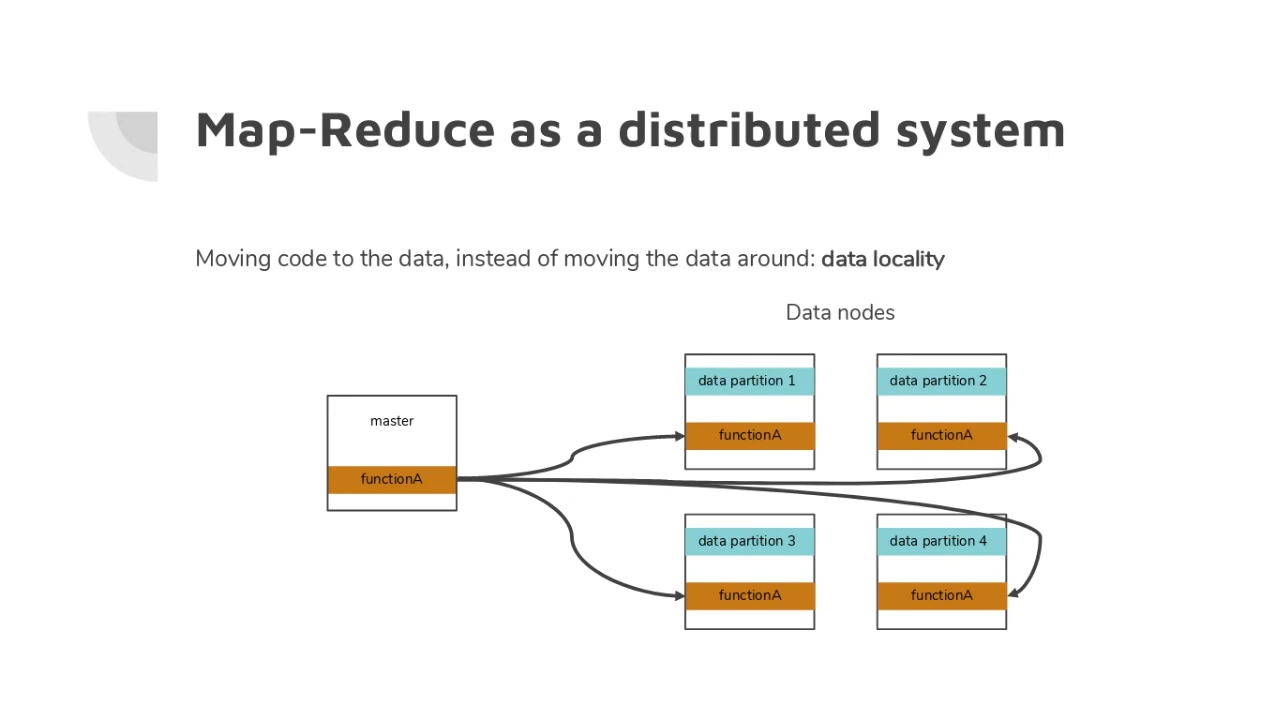 Map-Reduce as a distributed system
Moving code to the data, instead of moving the data around: data locality
Data nodes
master
functionA
data partition 1
functionA
data partition 2
functionA
data partition 3
functionA
data partition 4
functionA